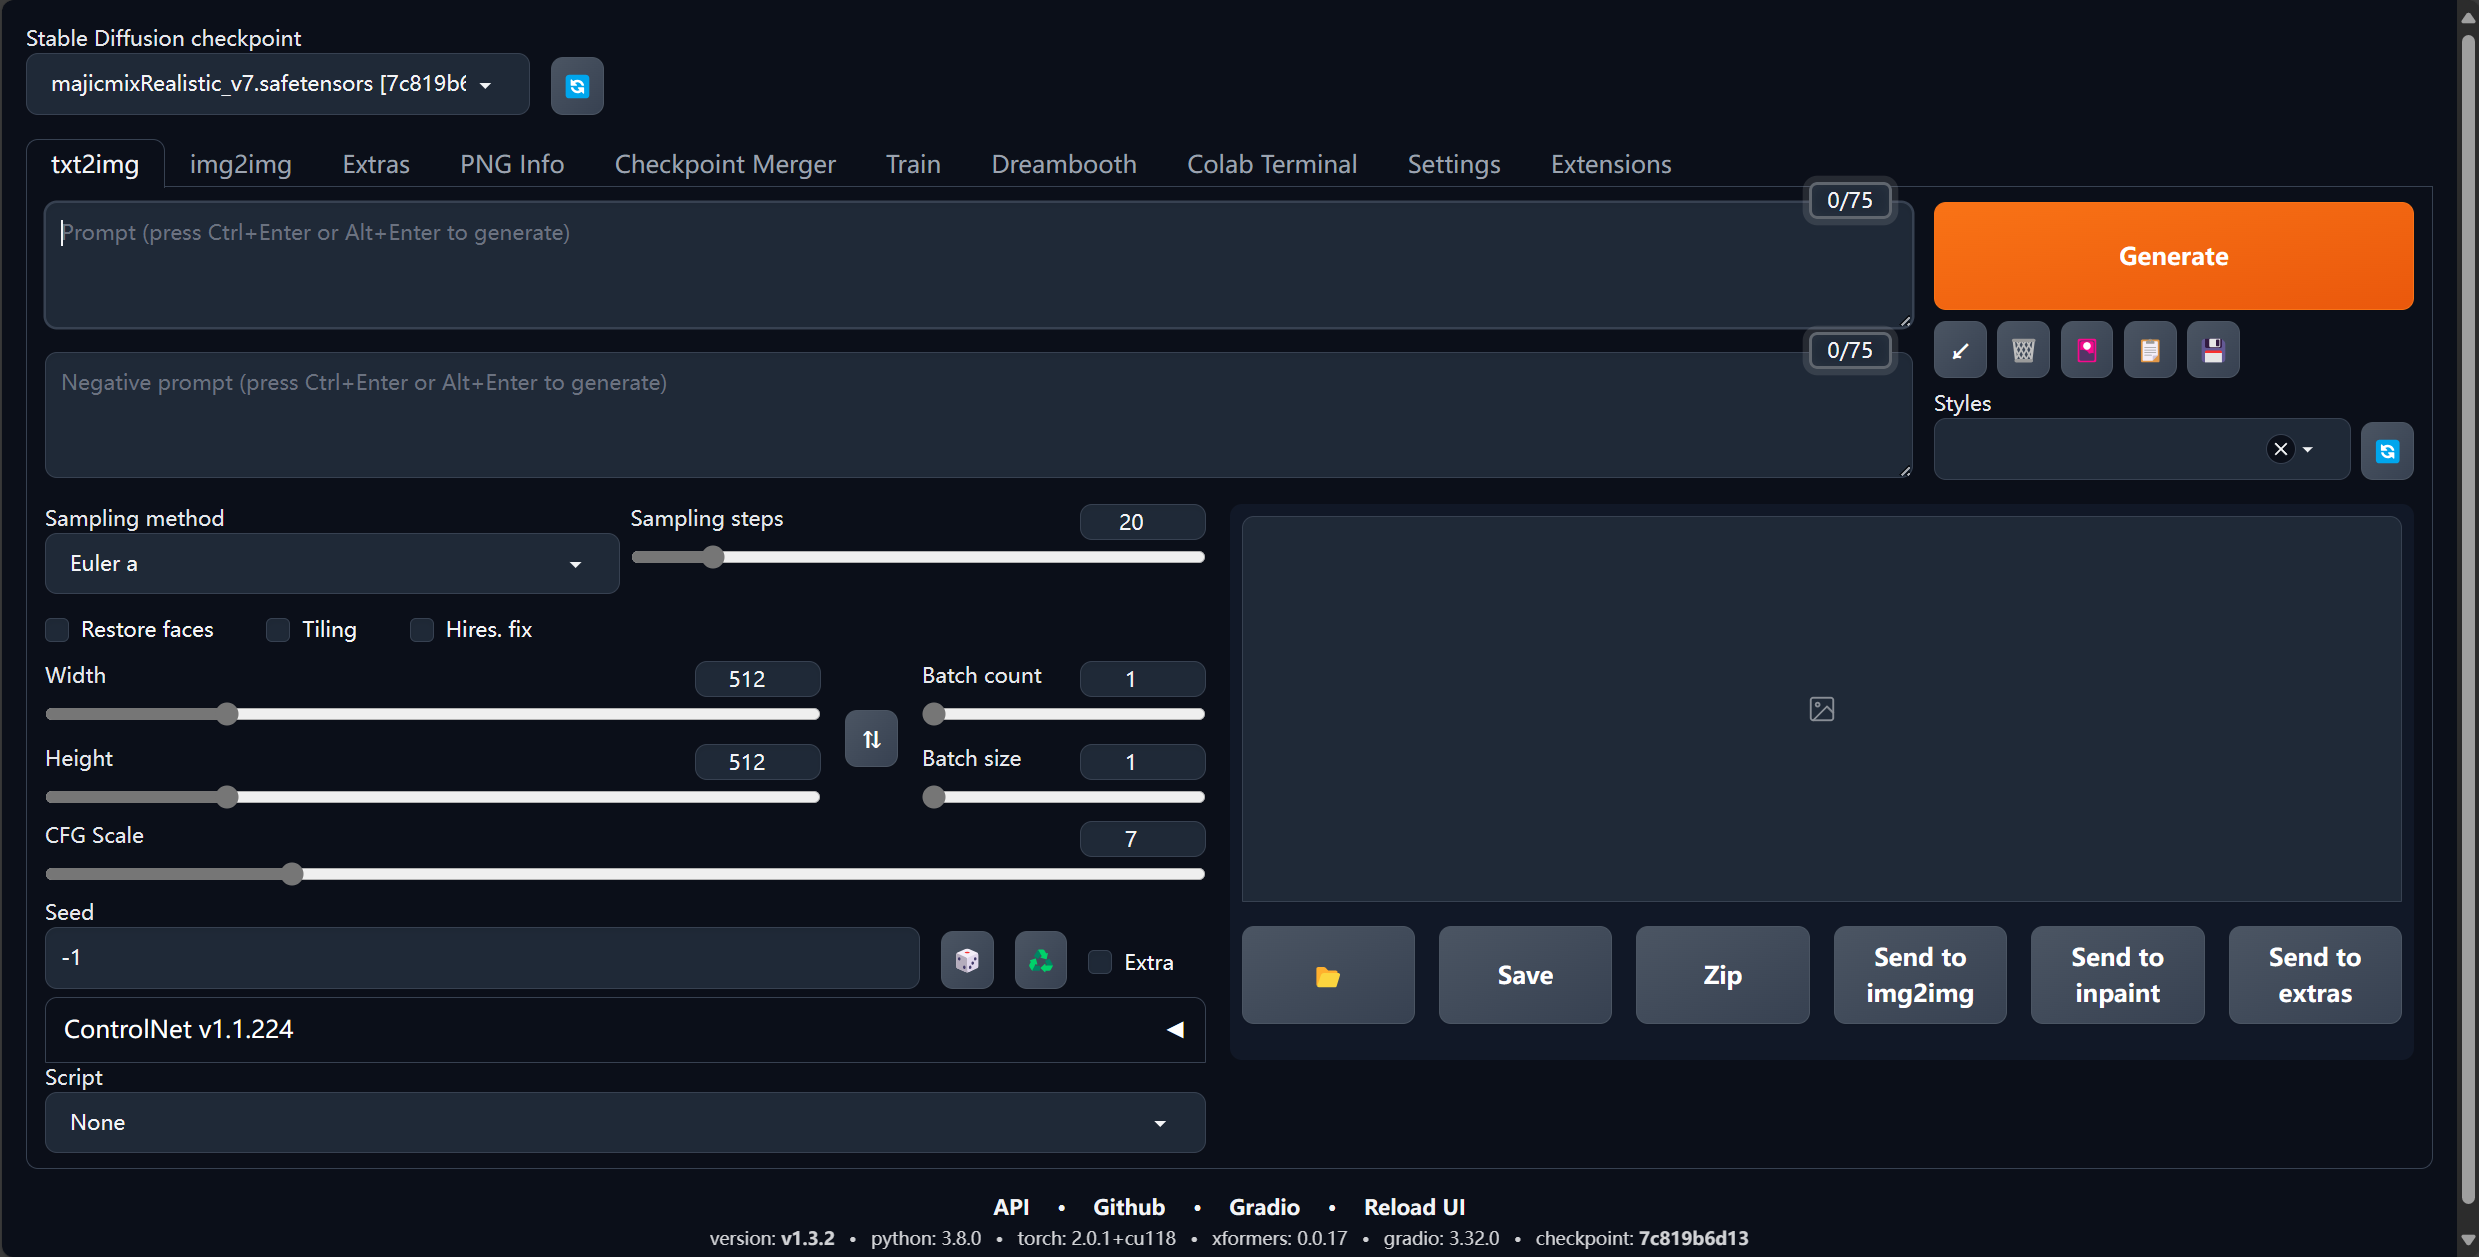 Stable Diffusion checkpoint
majicmixRealistic_v7.safetensors [7c819b6
txt2img img2img Extras PNG Info Checkpoint Merger Train Dreambooth Colab Terminal Settings Extensions
0/75
Prompt (press Ctrl+Enter or Alt+Enter to generate)
Generate
0/75
Negative prompt (press Ctrl+Enter or Alt+Enter to generate)
Styles
Sampling method
Euler a
Sampling steps
20
Restore faces
Tiling
Hires. fix
Width
512
Batch count
1
Height
512
Batch size
1
CFG Scale
7
Seed
-1
Extra
ControlNet v1.1.224
Script
None
Save
Zip
Send to
img2img
Send to
inpaint
Send to
extras
API • Github • Gradio • Reload UI
version: v1.3.2 • python: 3.8.0 • torch: 2.0.1+cu118 • xformers: 0.0.17 • gradio: 3.32.0 • checkpoint: 7c819b6d13